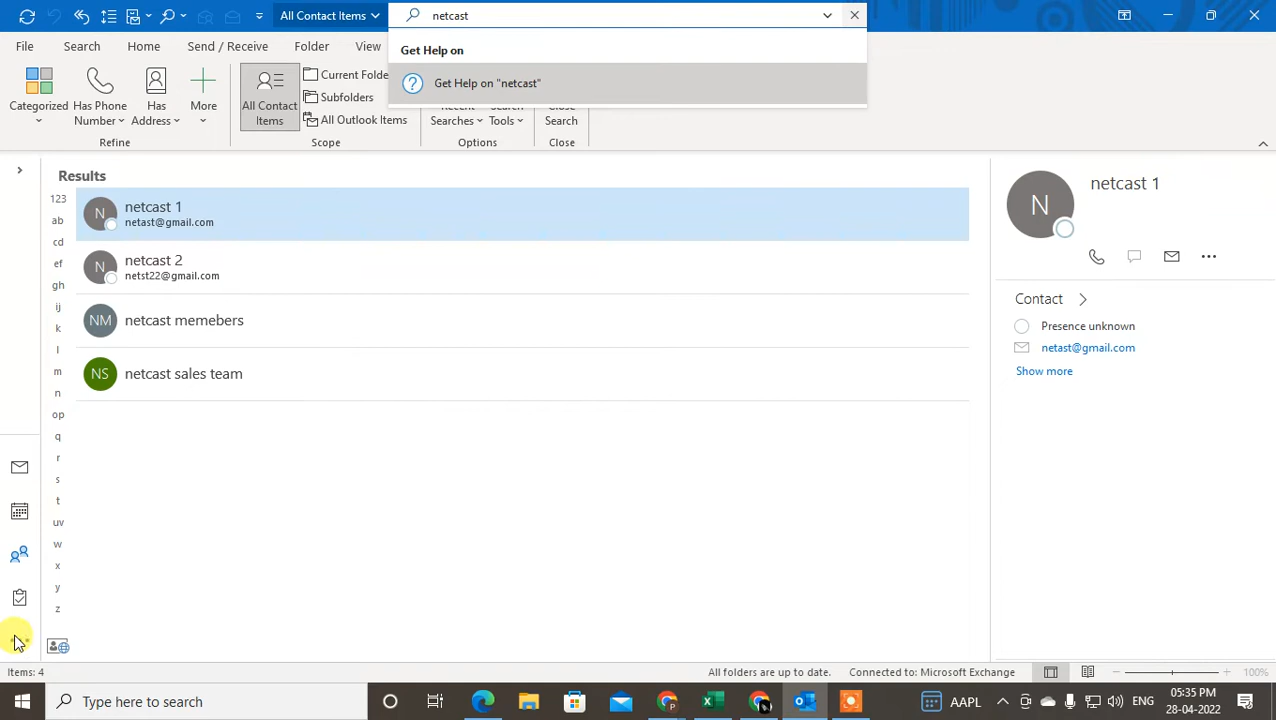 All Contact Items
netcast
Get Help on
Get Help on "netcast"
File
Search
Home
Send / Receive
Folder
View
Categorized
Has Phone
Number
Has
Address
More
Refine
All Contact
Items
Current Folde
Subfolders
All Outlook Items
Scope
Searches
Tools
Options
Search
Close
Results
123
ab
cd
ef
gh
ij
k
l
m
n
op
q
r
s
t
uv
w
x
y
z
N
netcast 1
netast@gmail.com
N
netcast 2
netst22@gmail.com
NM
netcast memebers
NS
netcast sales team
N
netcast 1
Contact
Presence unknown
netast@gmail.com
Show more
Items: 4
All folders are up to date.
Connected to: Microsoft Exchange
100%
Type here to search
AAPL
ENG
05:35 PM
28-04-2022